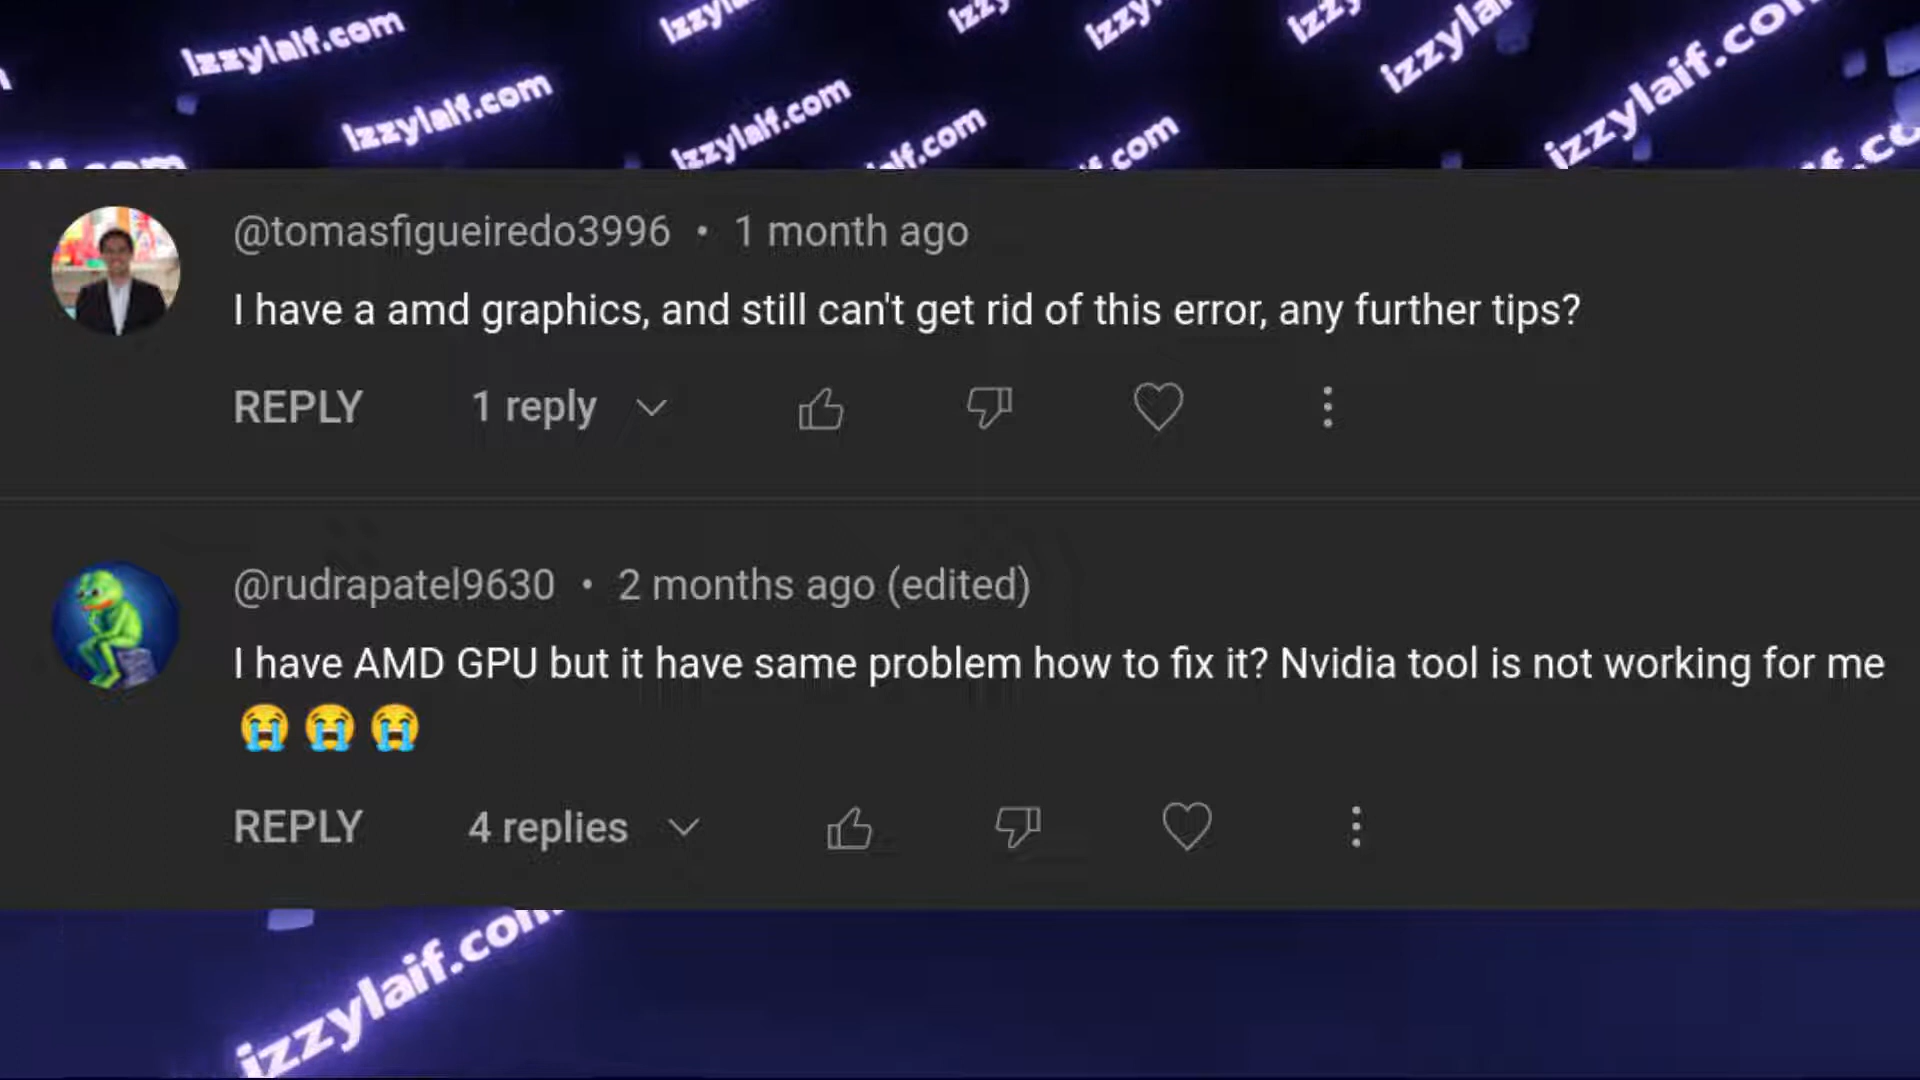 Izzylaif.com
Izzylaif.com
Izzylaif.com
izzylaif.com
@tomasfigueiredo3996 • 1 month ago
I have a amd graphics, and still can't get rid of this error, any further tips?
REPLY 1 reply
@rudrapatel9630 • 2 months ago (edited)
I have AMD GPU but it have same problem how to fix it? Nvidia tool is not working for me
😭 😭 😭
REPLY 4 replies
izzylaif.com